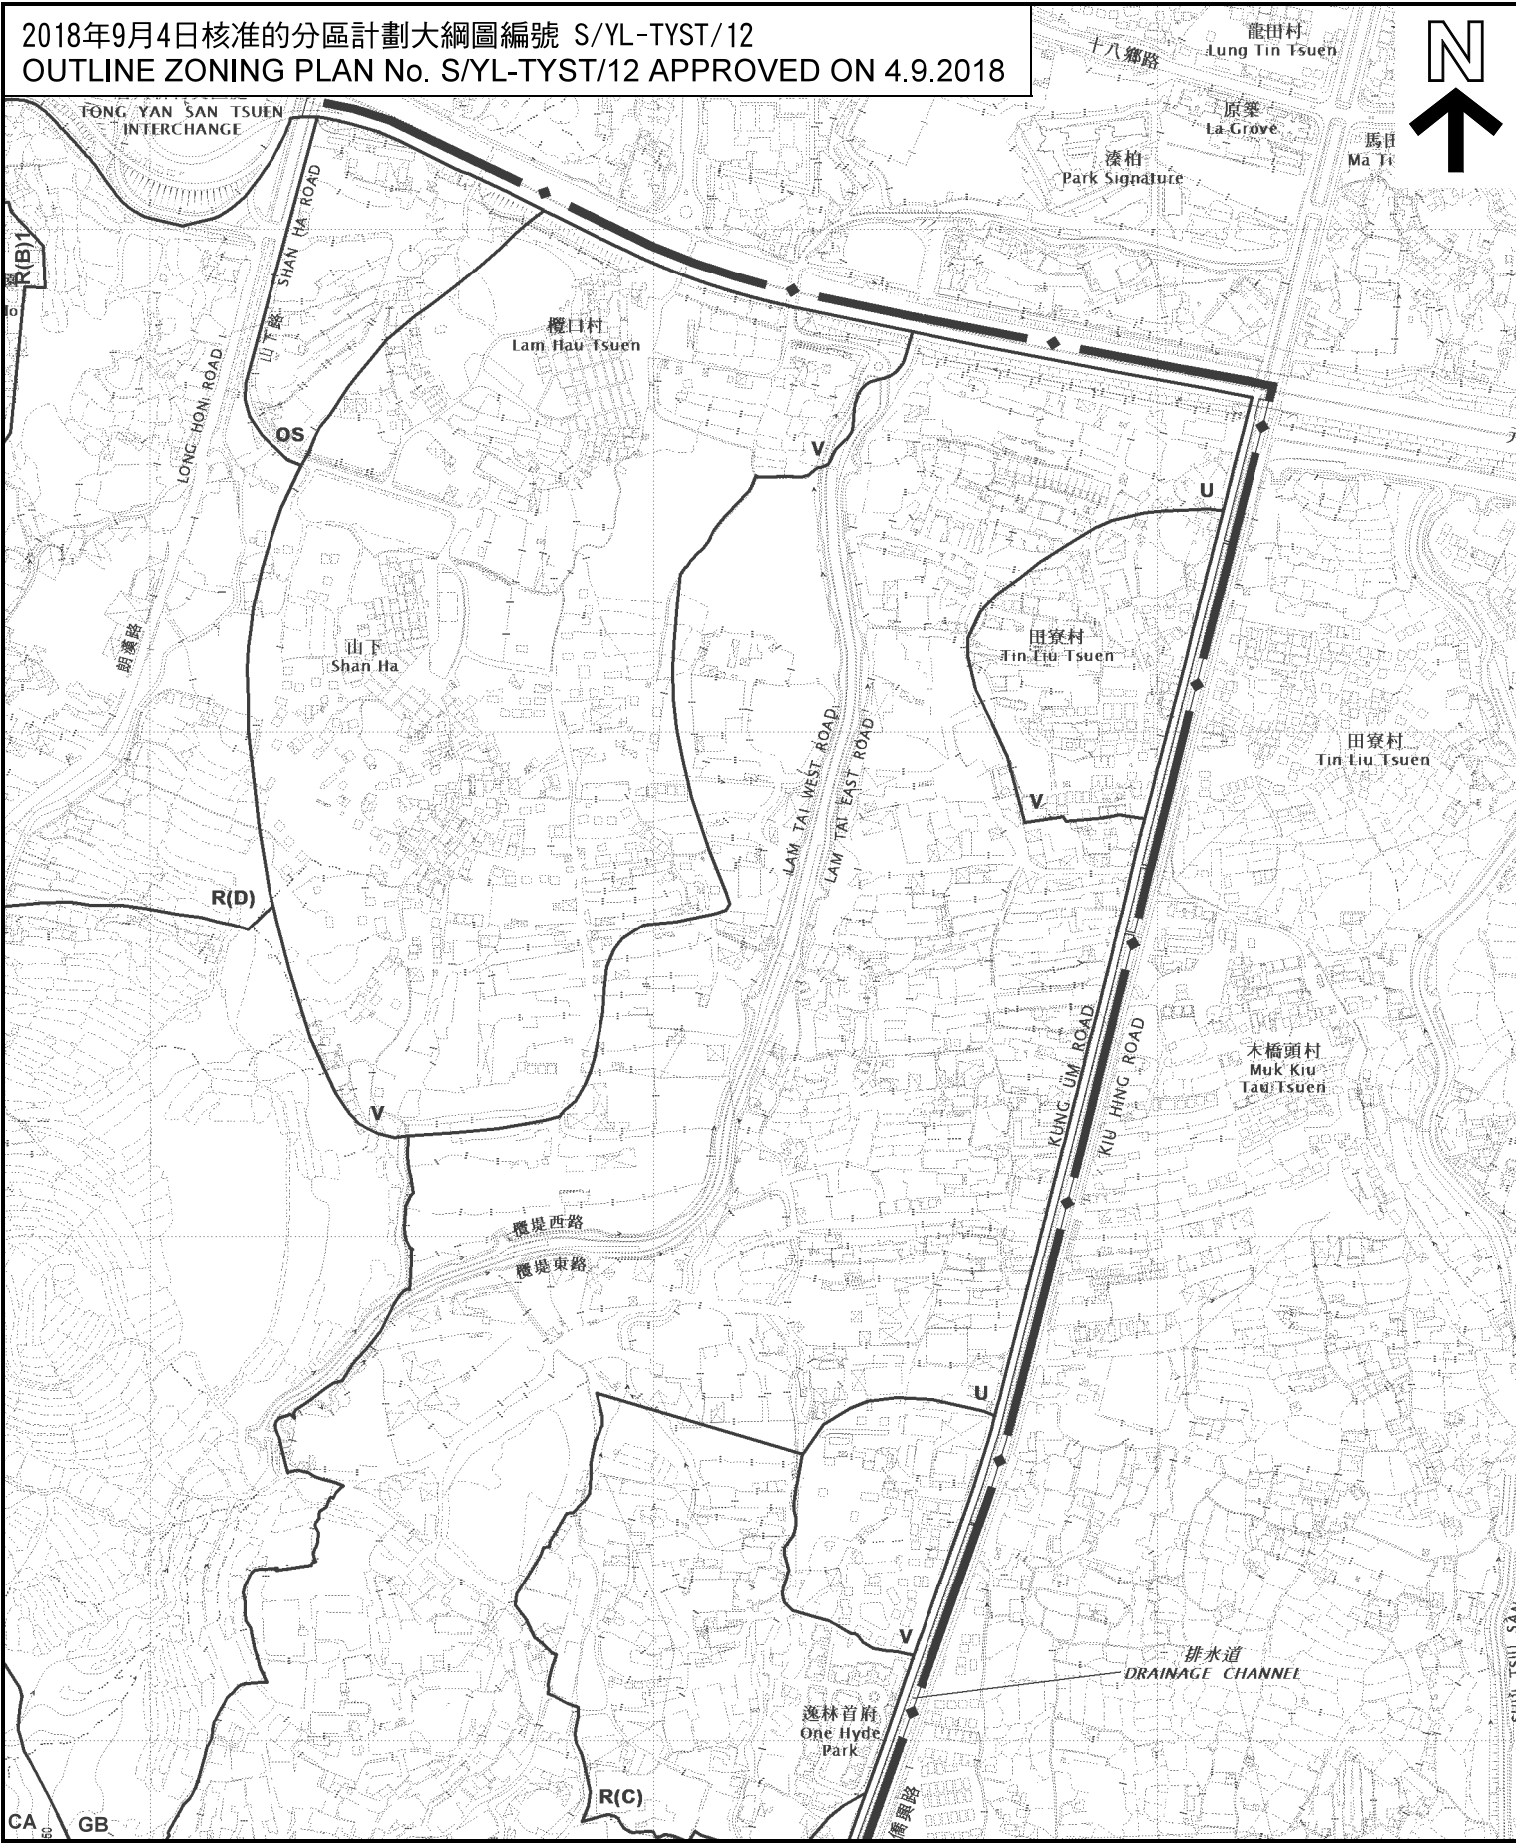 2018年9月4日核准的分區計劃大綱圖編號 S/YL-TYST/12
OUTLINE ZONING PLAN No. S/YL-TYST/12 APPROVED ON 4.9.2018
N
十八鄉路
龍田村
Lung Tin Tsuen
原築
La Grove
溱柏
Park Signature
Ma Ti
TONG YAN SAN TSUEN
INTERCHANGE
SHAN HA ROAD
山下路
R(B)1
LONG HON ROAD
朗漢路
欖口村
Lam Hau Tsuen
OS
V
U
山下
Shan Ha
田寮村
Tin Liu Tsuen
田寮村
Tin Liu Tsuen
LAM TAI WEST ROAD
LAM TAI EAST ROAD
V
R(D)
KUNG UM ROAD
KIU HING ROAD
木橋頭村
Muk Kiu
Tau Tsuen
V
欖堤西路
欖堤東路
U
V
排水道
DRAINAGE CHANNEL
逸林首府
One Hyde
Park
R(C)
僑興路
CA
50
GB